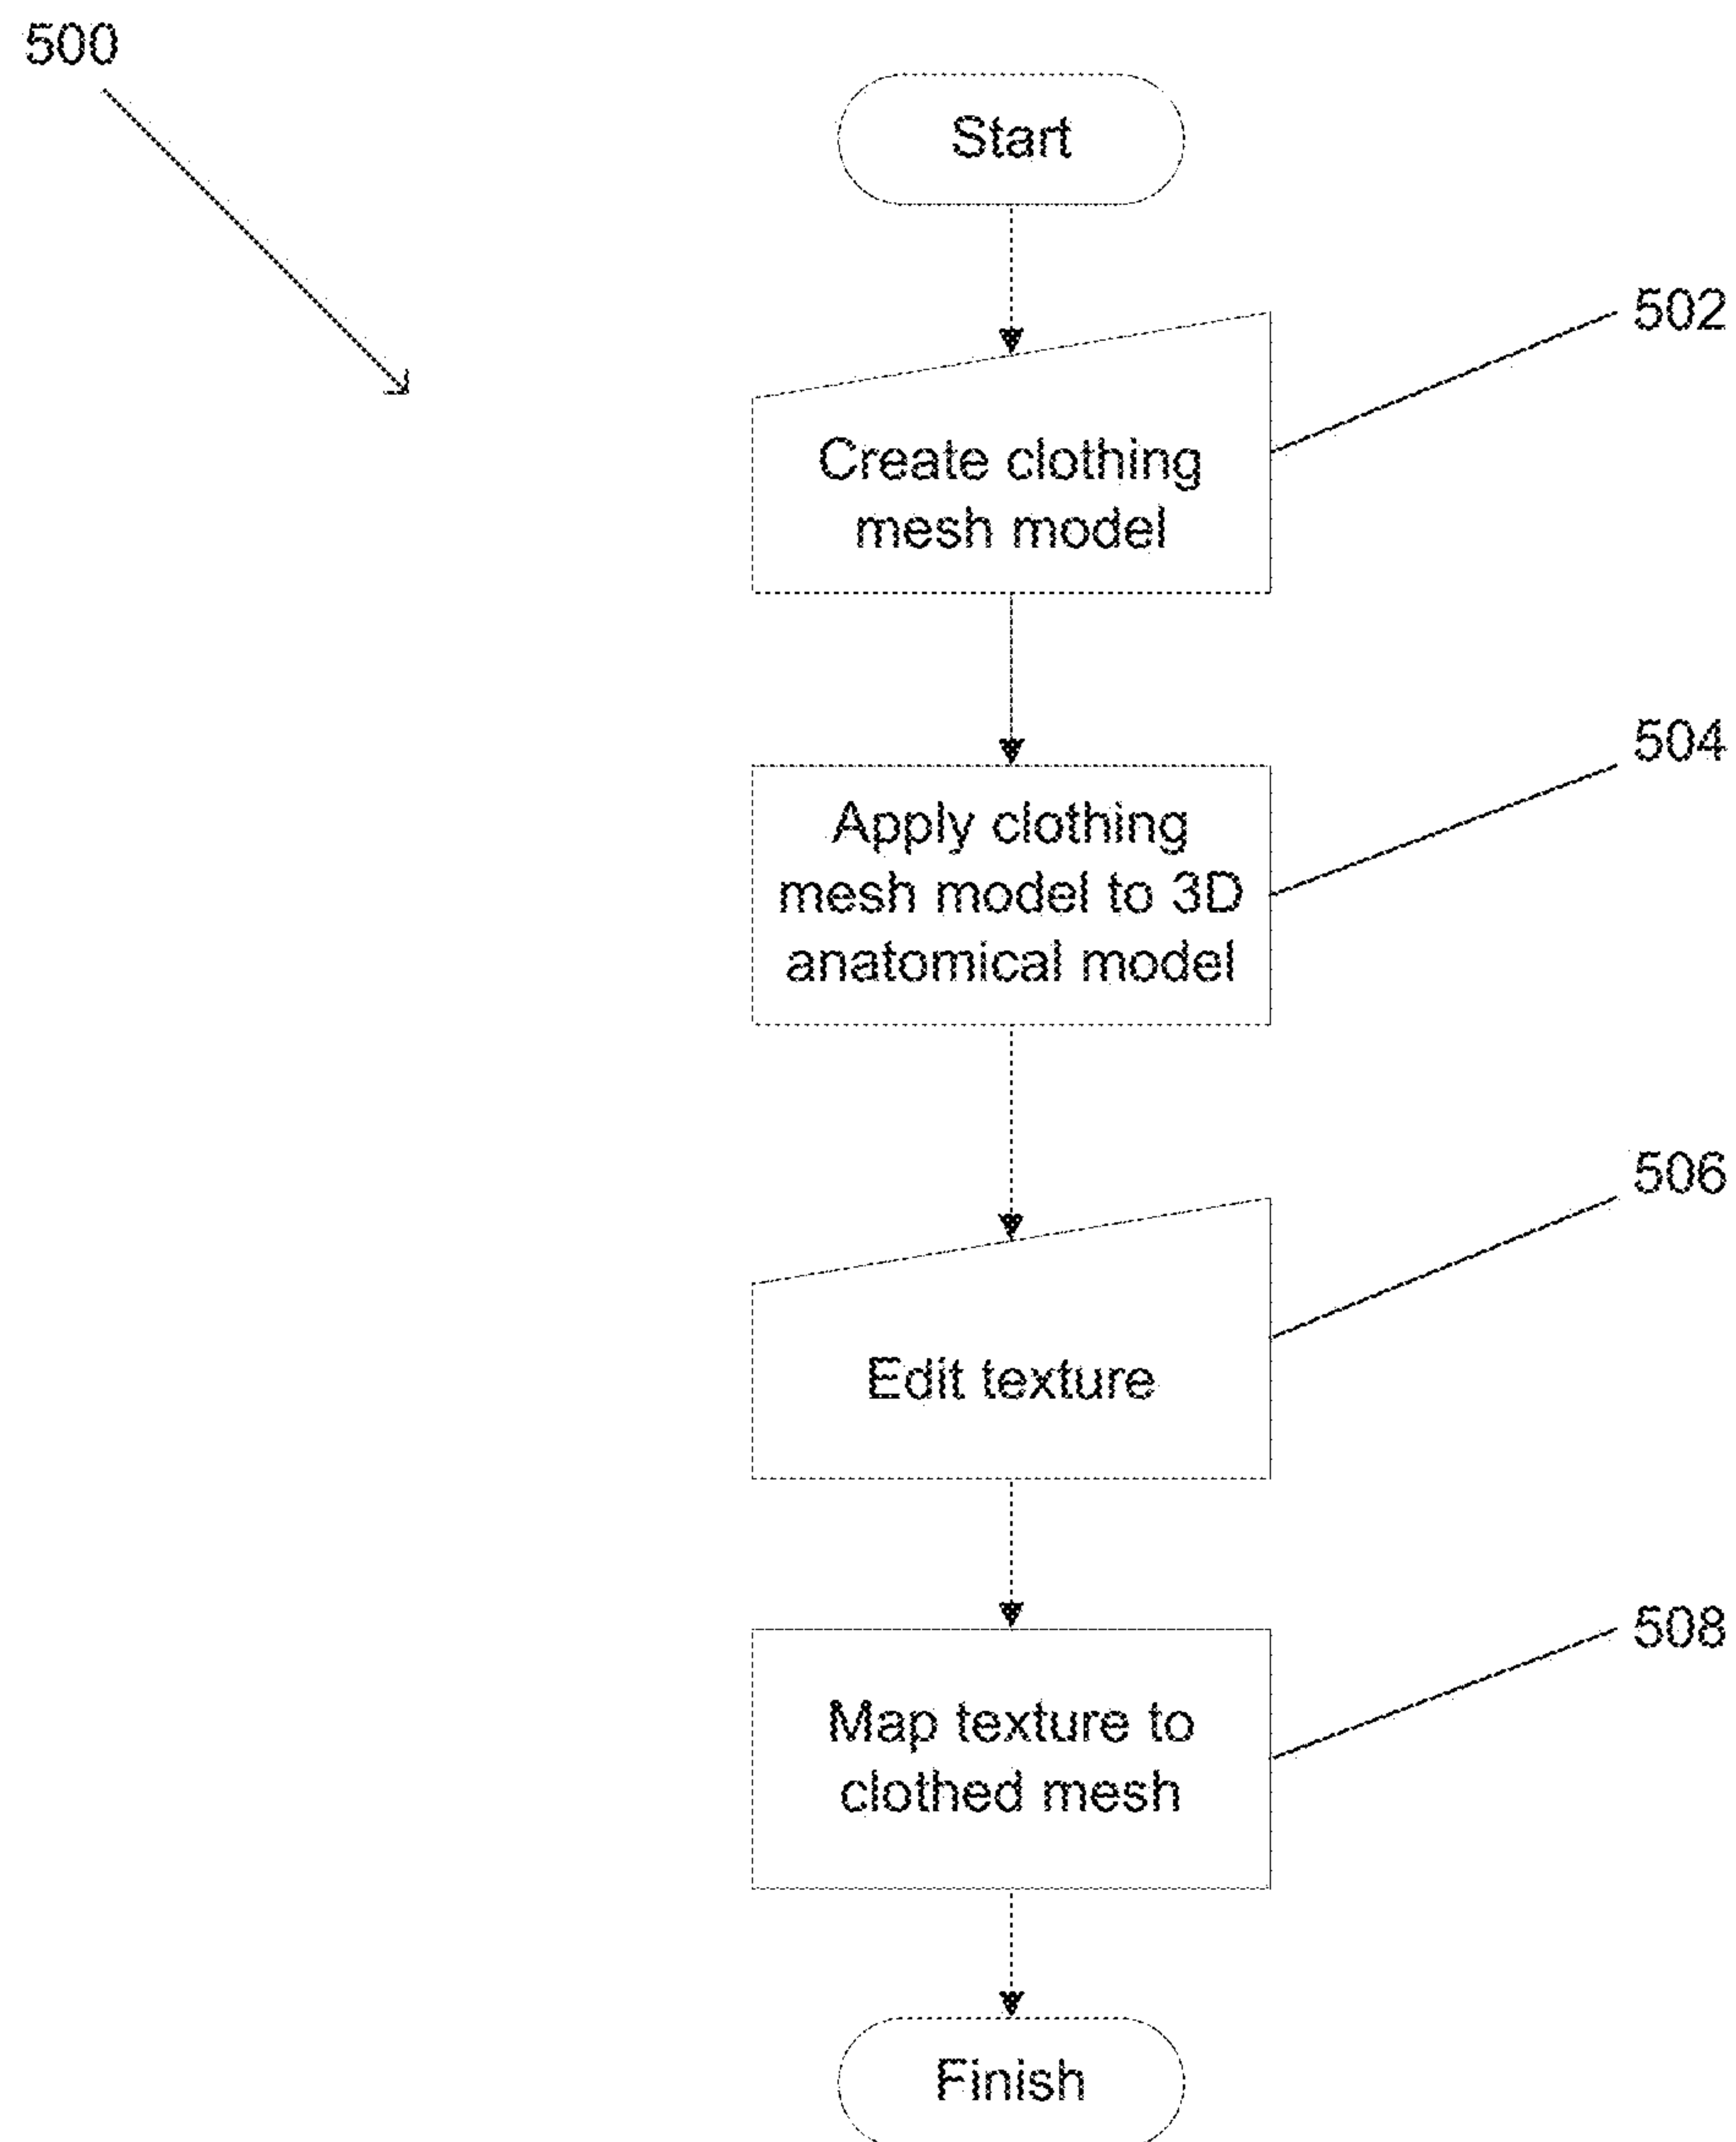 500
Start
502
Create clothing
mesh model
504
Apply clothing
mesh model to 3D
anatomical model
506
Edit texture
508
Map texture to
clothed mesh
Finish